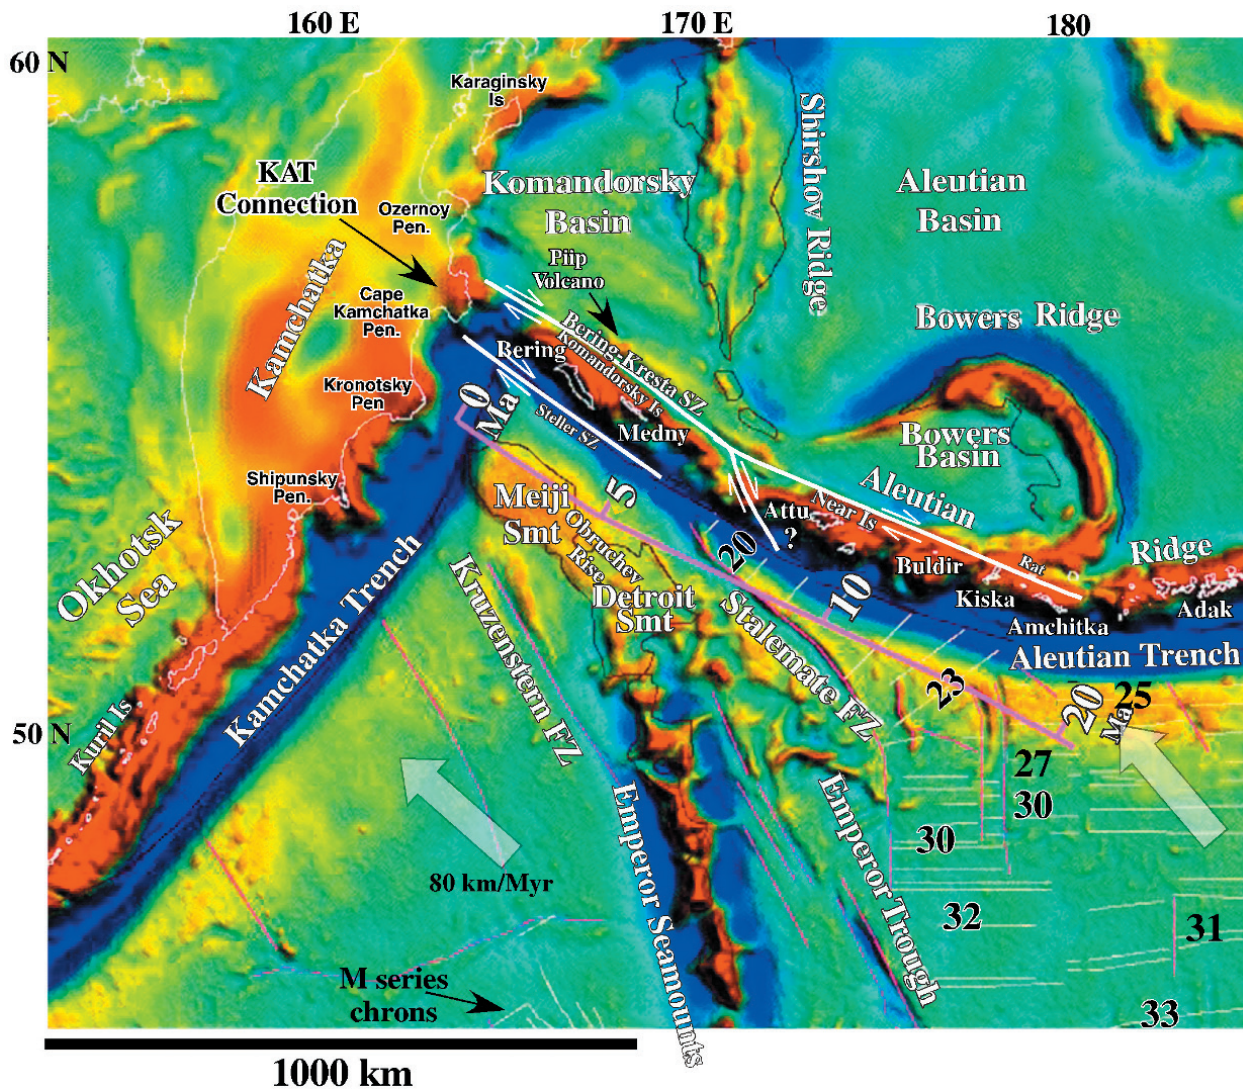 160 E
170 E
180
60 N
Karaginsky
Is
KAT
Connection
Komandorsky
Basin
Shirshov Ridge
Aleutian
Basin
Ozernoy
Pen.
Piip
Volcano
Kamchatka
Cape
Kamchatka
Pen.
Bowers Ridge
Bering
Bering-Kresta SZ
Komandorsky Is
Kronotsky
Pen
0
Ma
Steller SZ
Medny
Bowers
Basin
Shipunsky
Pen.
Meiji
Smt
5
Attu
?
Near Is
Aleutian
Okhotsk
Sea
Obruchev
Rise
20
Buldir
Rat
Ridge
Kamchatka Trench
Kruzenstern FZ
Detroit
Smt
Stalemate FZ
10
Kiska
Adak
Amchitka
Aleutian Trench
23
25
20
Ma
50 N
Kuril Is
27
30
30
Emperor Seamounts
Emperor Trough
80 km/Myr
32
31
M series
chrons
33
1000 km